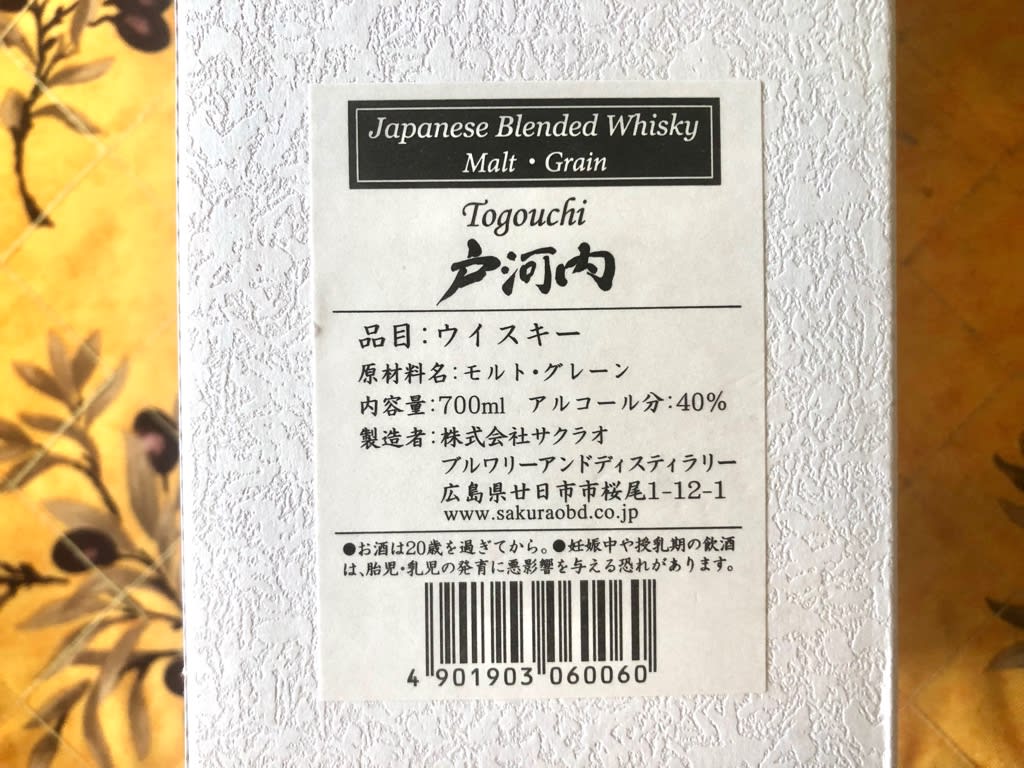 Japanese Blended Whisky
Malt・Grain
Togouchi
戸河内
品目:ウイスキー
原材料名:モルト・グレーン
内容量:700ml アルコール分:40%
製造者:株式会社サクラオ
ブルワリーアンドディスティラリー
広島県廿日市市桜尾1-12-1
www.sakuraobd.co.jp
●お酒は20歳を過ぎてから。●妊娠中や授乳期の飲酒
は、胎児・乳児の発育に悪影響を与える恐れがあります。
4 901903 060060